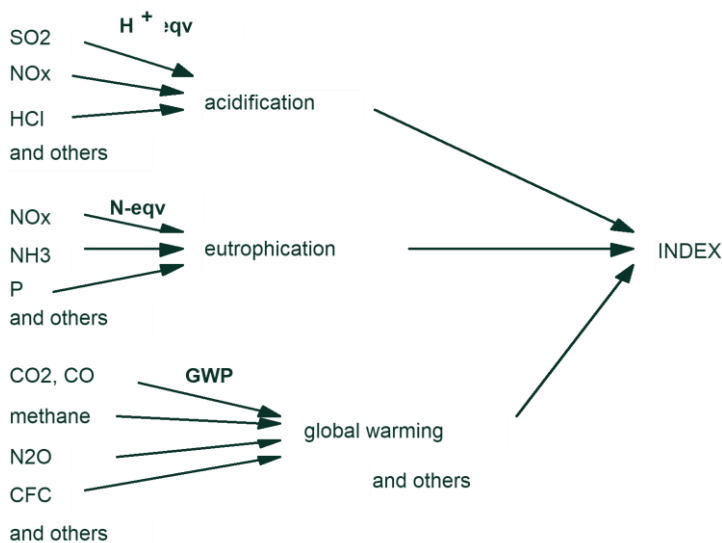 H + eqv
SO2
NOx
acidification
HCl
and others
N-eqv
NOx
NH3
eutrophication
INDEX
P
and others
CO2, CO
GWP
methane
global warming
N2O
and others
CFC
and others